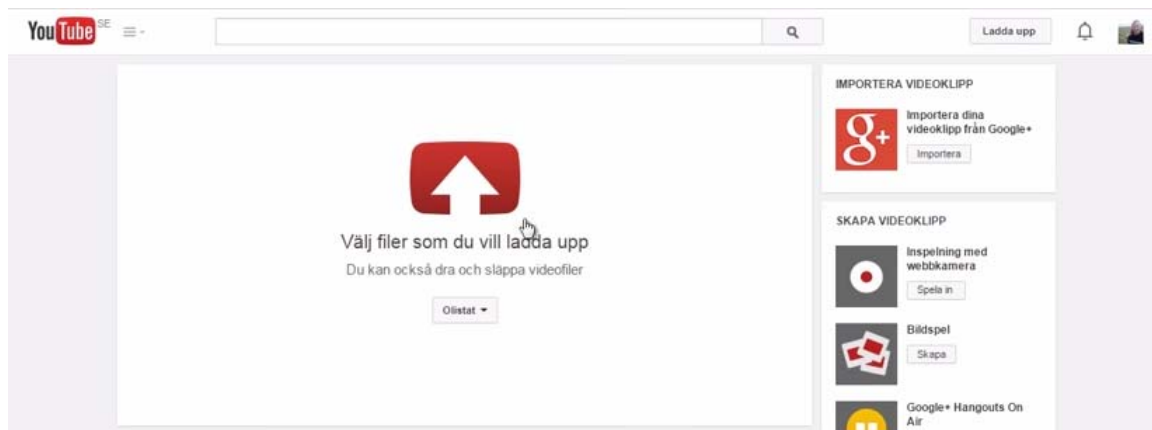 YouTube SE
Ladda upp
Välj filer som du vill ladda upp
Du kan också dra och släppa videofiler
Olistat
IMPORTERA VIDEOKLIPP
g+
Importera dina
videoklipp från Google+
Importera
SKAPA VIDEOKLIPP
Inspelning med
webbkamera
Spela in
Bildspel
Skapa
Google+ Hangouts On
Air